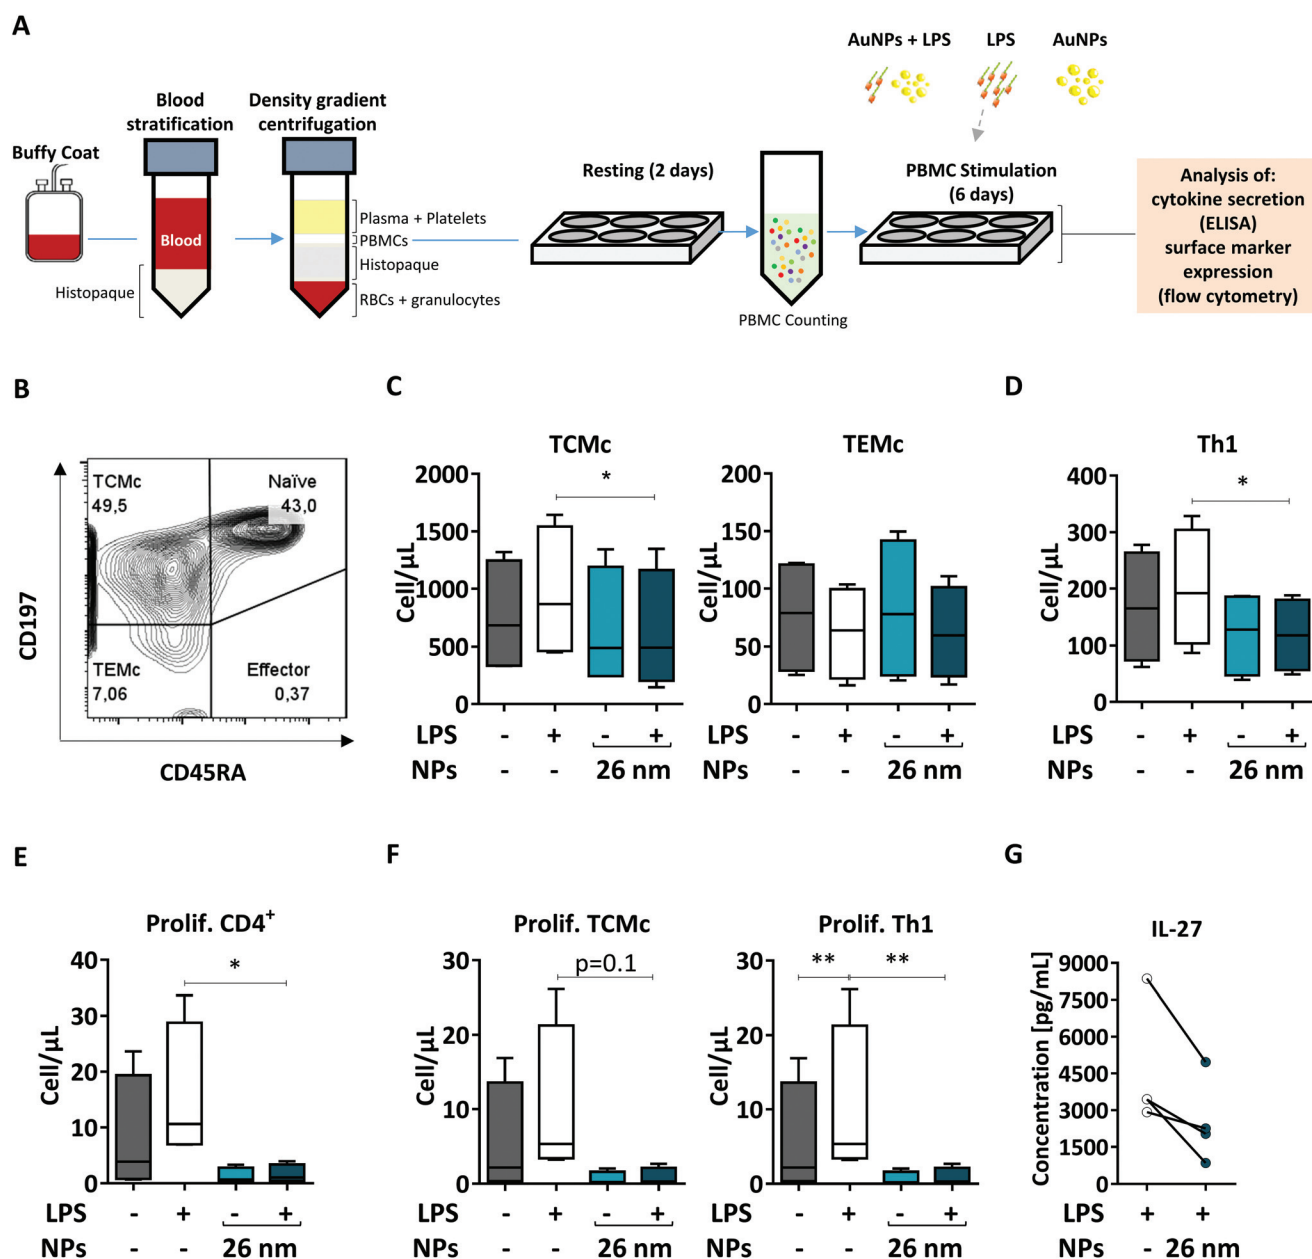 A
AuNPs + LPS
LPS
AuNPs
Blood
stratification
Density gradient
centrifugation
Buffy Coat
Blood
Histopaque
Plasma + Platelets
PBMCs
Histopaque
RBCs + granulocytes
Resting (2 days)
PBMC Counting
PBMC Stimulation
(6 days)
Analysis of:
cytokine secretion
(ELISA)
surface marker
expression
(flow cytometry)
B
TCMc
49,5
Naïve
43,0
TEMc
7,06
Effector
0,37
CD197
CD45RA
C
TCMc
Cell/µL
2000
1500
1000
500
0
*
LPS - + - +
NPs - - 26 nm
TEMc
Cell/µL
200
150
100
50
0
LPS - + - +
NPs - - 26 nm
D
Th1
Cell/µL
400
300
200
100
0
*
LPS - + - +
NPs - - 26 nm
E
Prolif. CD4+
Cell/µL
40
30
20
10
0
*
LPS - + - +
NPs - - 26 nm
F
Prolif. TCMc
Cell/µL
30
20
10
0
p=0.1
LPS - + - +
NPs - - 26 nm
Prolif. Th1
Cell/µL
30
20
10
0
** **
LPS - + - +
NPs - - 26 nm
G
IL-27
Concentration [pg/mL]
9000
7500
6000
4500
3000
1500
0
LPS + +
NPs - 26 nm